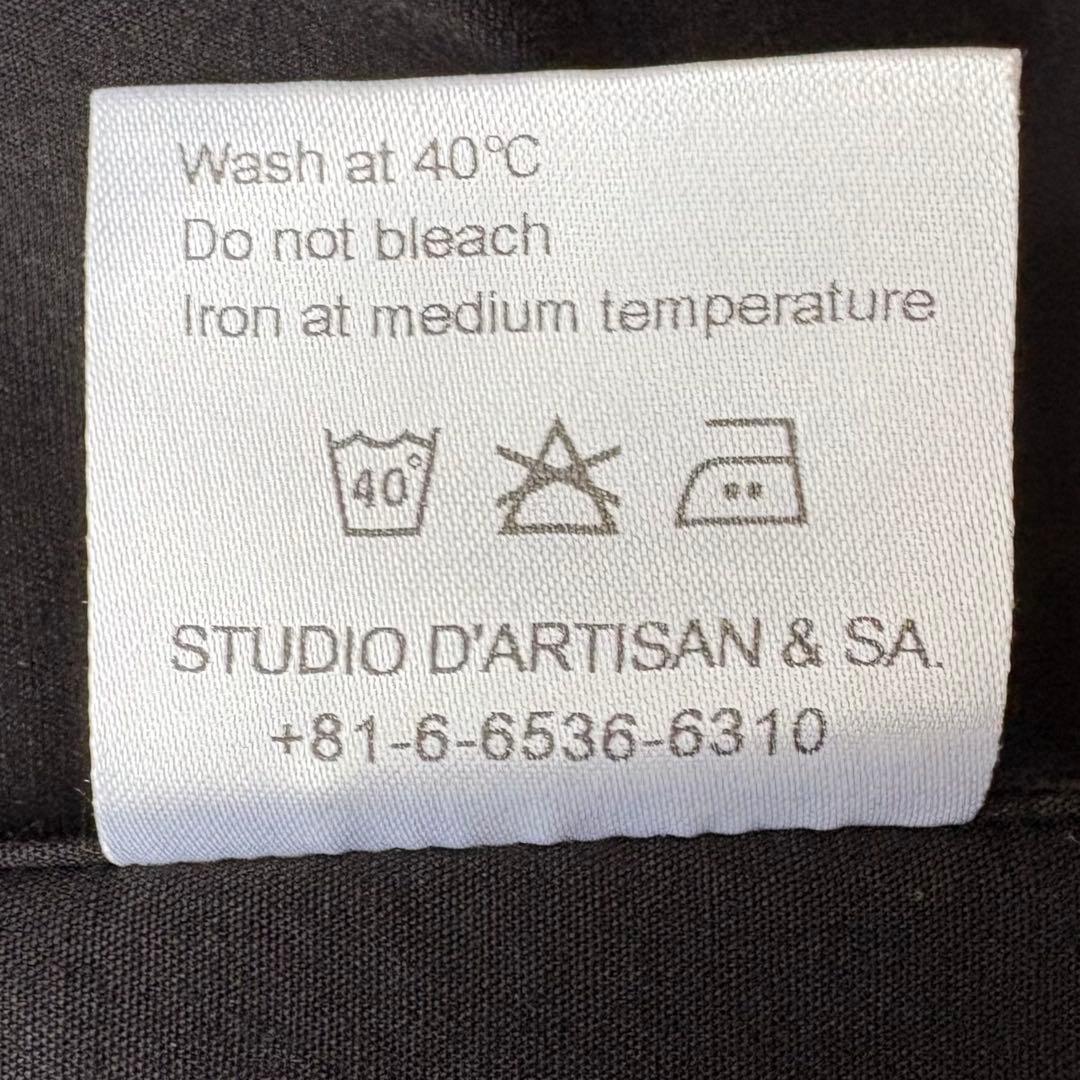 Wash at 40°C
Do not bleach
Iron at medium temperature
40°
STUDIO D'ARTISAN & SA.
+81-6-6536-6310